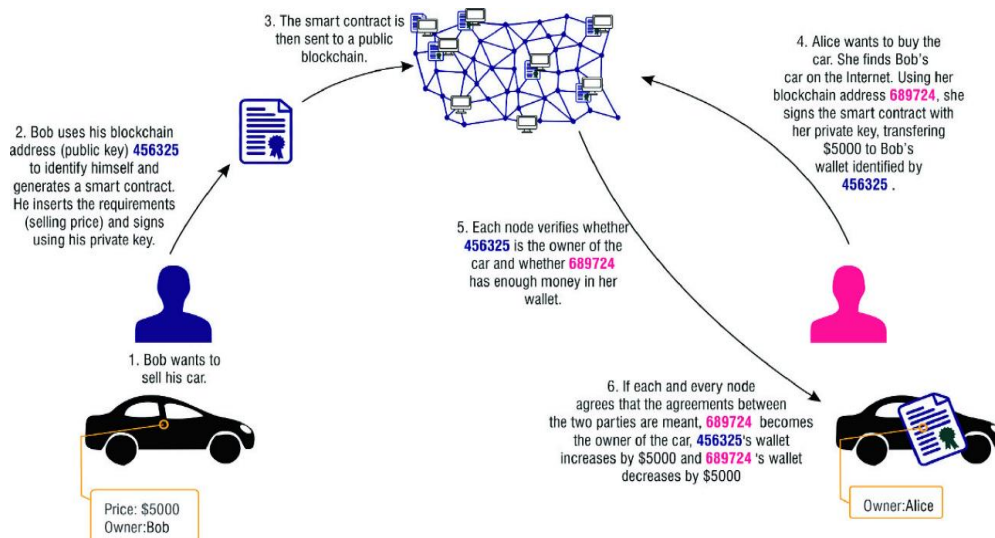 3. The smart contract is
then sent to a public
blockchain.
4. Alice wants to buy the
car. She finds Bob's
car on the Internet. Using her
blockchain address 689724, she
signs the smart contract with
her private key, transfering
$5000 to Bob's
wallet identified by
456325 .
2. Bob uses his blockchain
address (public key) 456325
to identify himself and
generates a smart contract.
He inserts the requirements
(selling price) and signs
using his private key.
5. Each node verifies whether
456325 is the owner of the
car and whether 689724
has enough money in her
wallet.
1. Bob wants to
sell his car.
6. If each and every node
agrees that the agreements between
the two parties are meant, 689724 becomes
the owner of the car, 456325's wallet
increases by $5000 and 689724 's wallet
decreases by $5000
Price: $5000
Owner:Bob
Owner:Alice